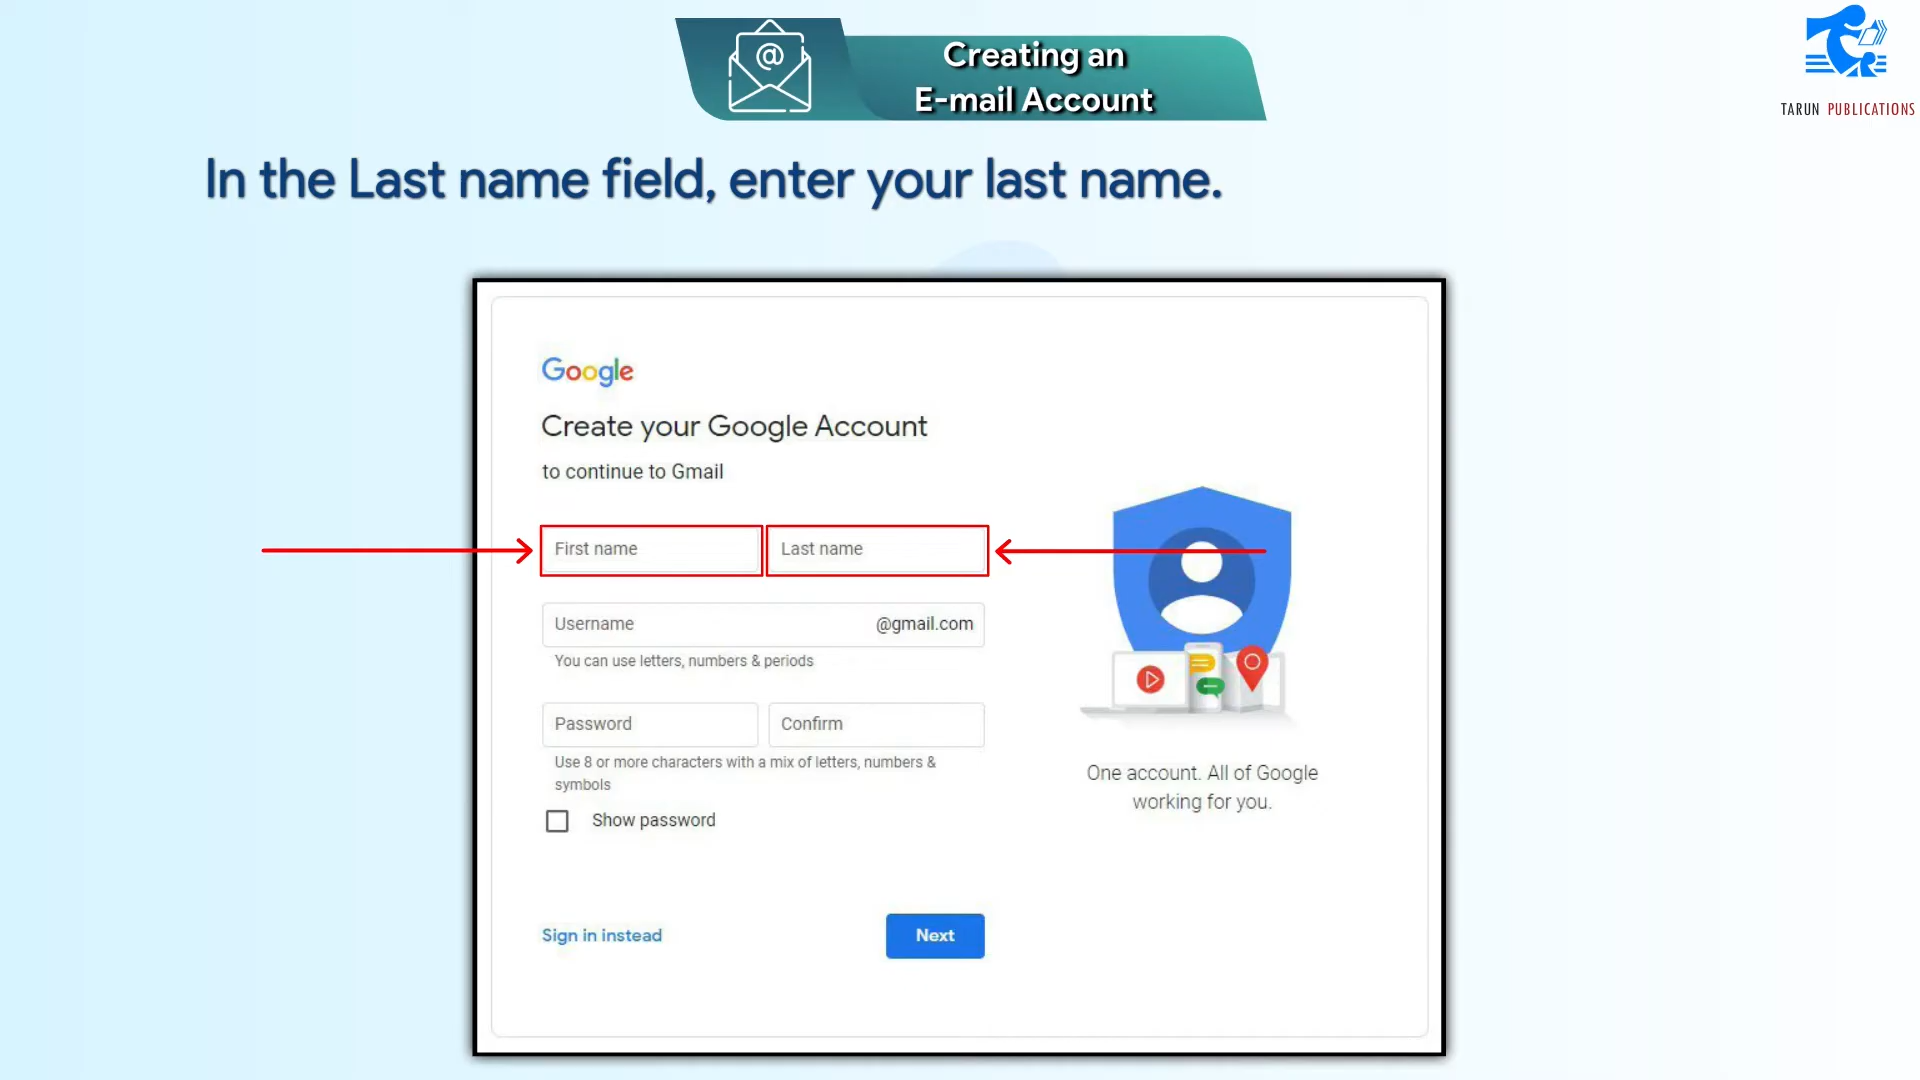 Creating an
E-mail Account
TARUN PUBLICATIONS
In the Last name field, enter your last name.
Google
Create your Google Account
to continue to Gmail
First name
Last name
Username
@gmail.com
You can use letters, numbers & periods
Password
Confirm
Use 8 or more characters with a mix of letters, numbers &
symbols
Show password
One account. All of Google
working for you.
Sign in instead
Next